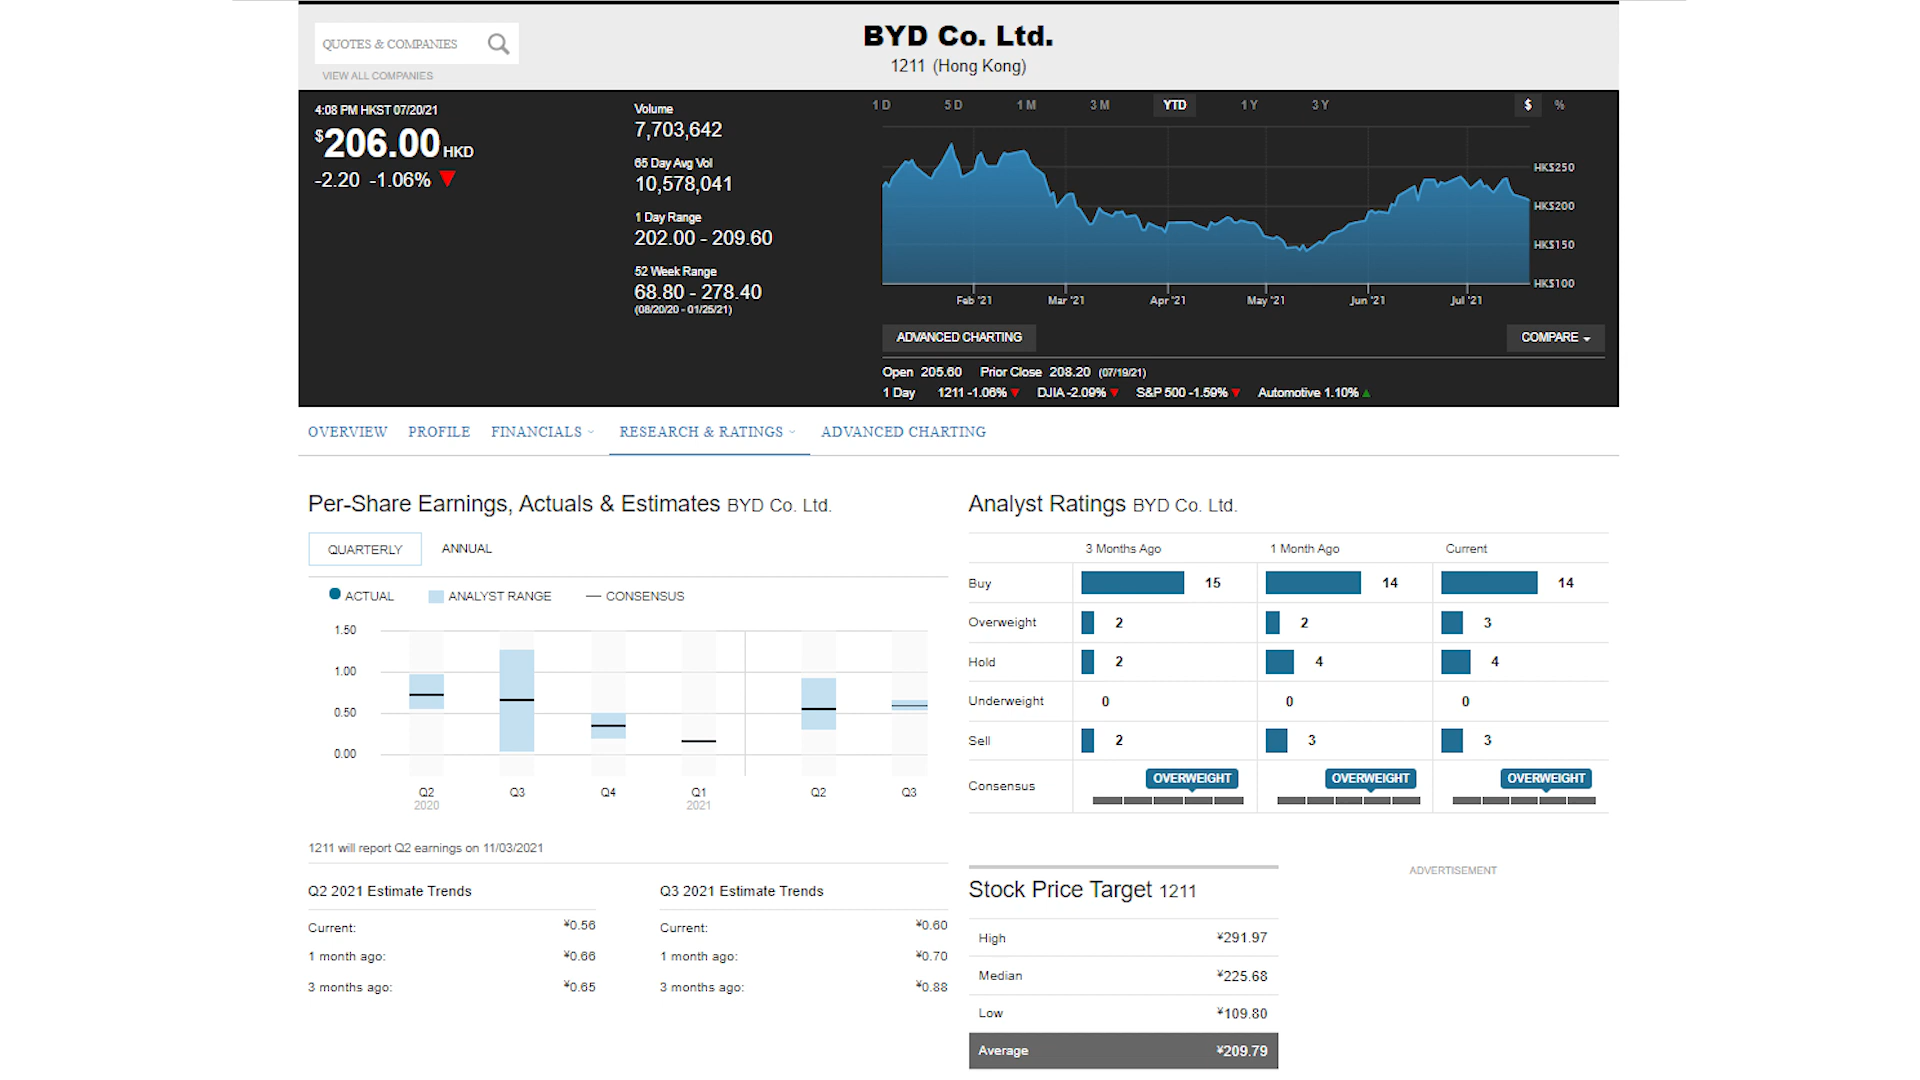 BYD Co. Ltd.
1211 (Hong Kong)
QUOTES & COMPANIES
VIEW ALL COMPANIES
4:08 PM HKST 07/20/21
$206.00 HKD
-2.20 -1.06%
Volume
7,703,642
65 Day Avg Vol
10,578,041
1 Day Range
202.00 - 209.60
52 Week Range
68.80 - 278.40
(08/20/20 - 01/25/21)
1 D 5 D 1 M 3 M YTD 1 Y 3 Y $ %
HK$250
HK$200
HK$150
HK$100
Feb '21 Mar '21 Apr '21 May '21 Jun '21 Jul '21
ADVANCED CHARTING COMPARE
Open 205.60 Prior Close 208.20 (07/19/21)
1 Day 1211 -1.06% DJIA -2.09% S&P 500 -1.59% Automotive 1.10%
OVERVIEW PROFILE FINANCIALS RESEARCH & RATINGS ADVANCED CHARTING
Per-Share Earnings, Actuals & Estimates BYD Co. Ltd.
QUARTERLY ANNUAL
ACTUAL ANALYST RANGE CONSENSUS
1.50
1.00
0.50
0.00
Q2 Q3 Q4 Q1 Q2 Q3
2020 2021
1211 will report Q2 earnings on 11/03/2021
Q2 2021 Estimate Trends
Current: ¥0.56
1 month ago: ¥0.66
3 months ago: ¥0.65
Q3 2021 Estimate Trends
Current: ¥0.60
1 month ago: ¥0.70
3 months ago: ¥0.88
Analyst Ratings BYD Co. Ltd.
3 Months Ago 1 Month Ago Current
Buy 15 14 14
Overweight 2 2 3
Hold 2 4 4
Underweight 0 0 0
Sell 2 3 3
Consensus OVERWEIGHT OVERWEIGHT OVERWEIGHT
ADVERTISEMENT
Stock Price Target 1211
High ¥291.97
Median ¥225.68
Low ¥109.80
Average ¥209.79